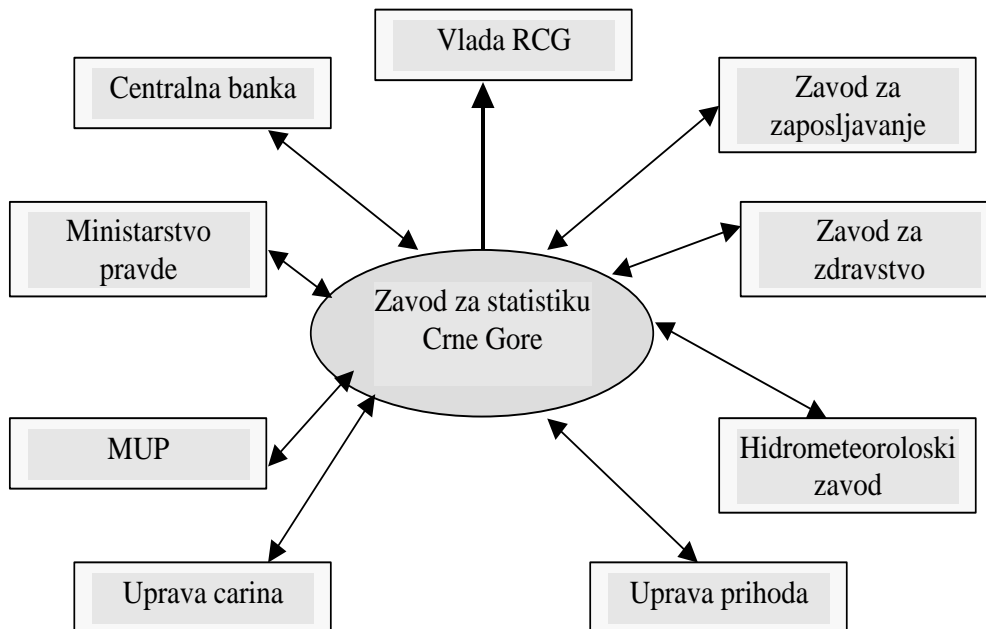 Vlada RCG
Centralna banka
Zavod za
zaposljavanje
Ministarstvo
pravde
Zavod za
zdravstvo
Zavod za statistiku
Crne Gore
MUP
Hidrometeoroloski
zavod
Uprava carina
Uprava prihoda